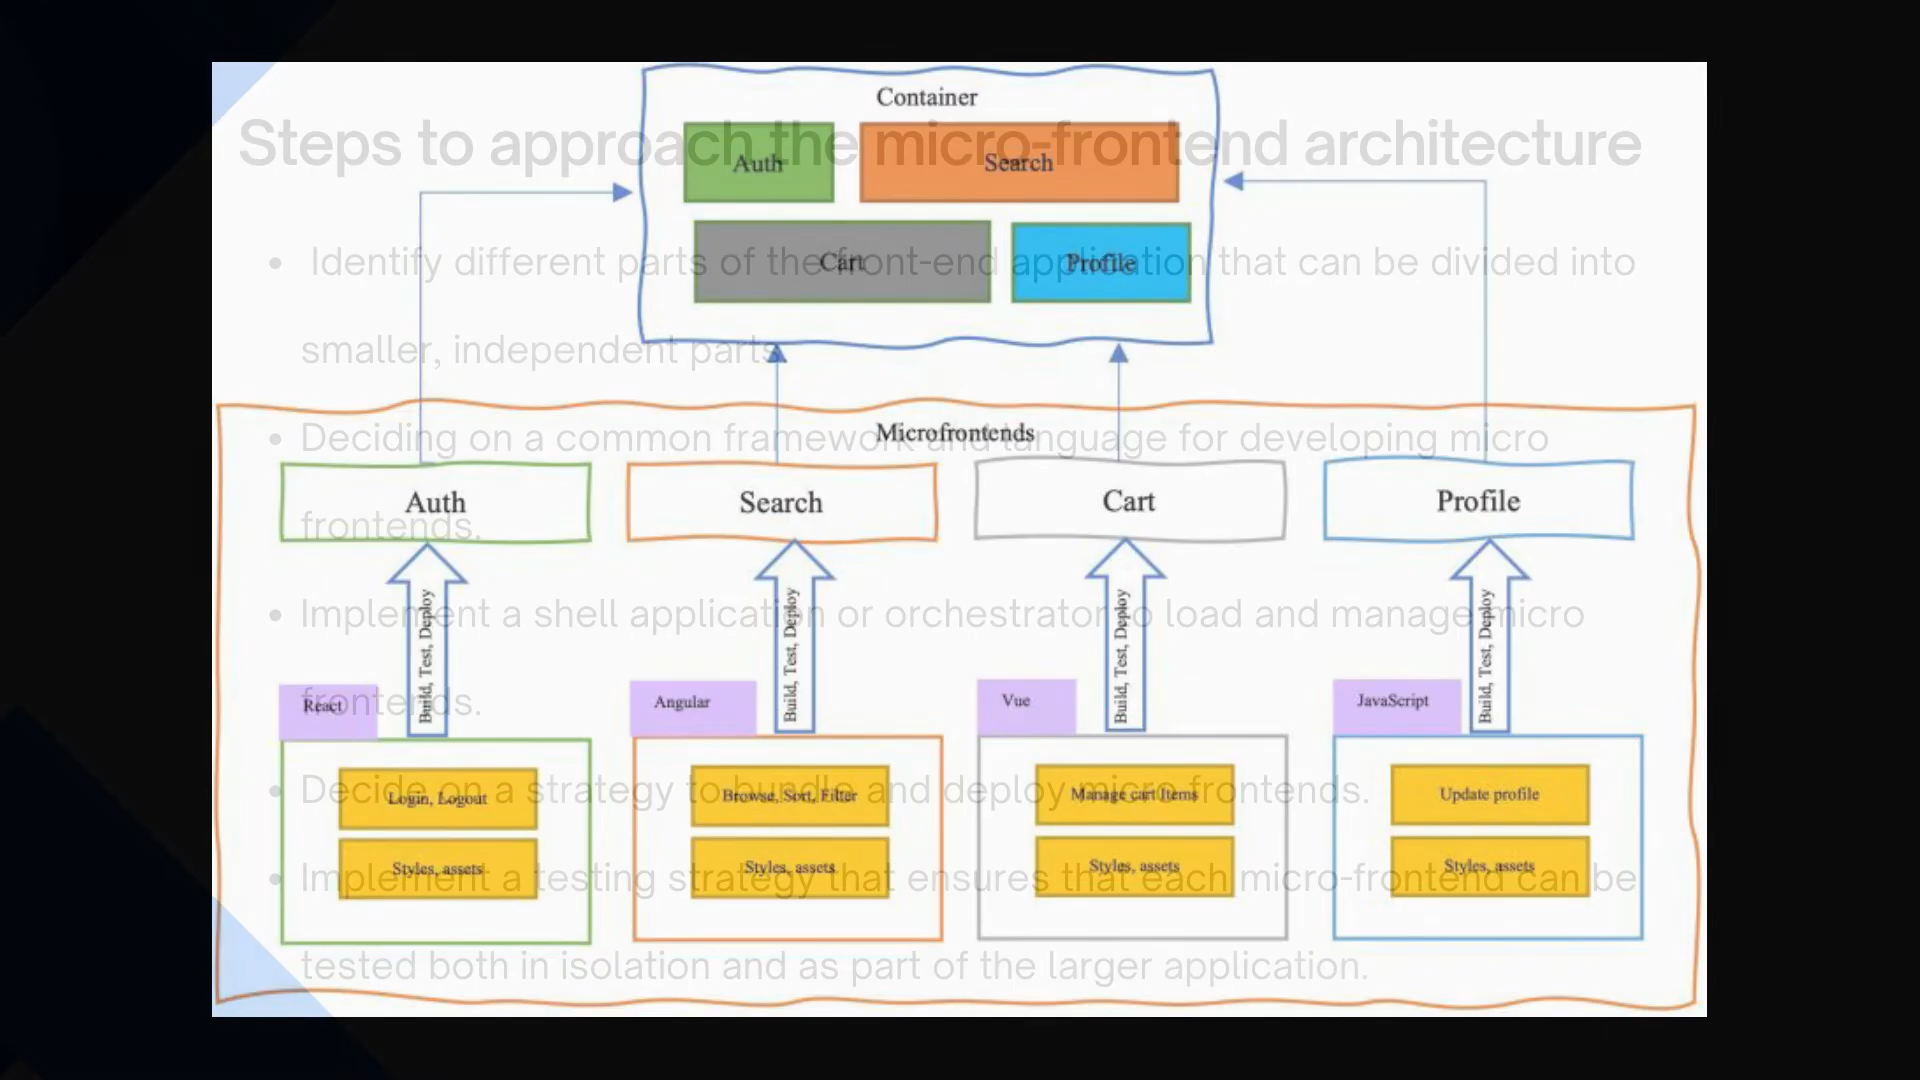 Container
Steps to approach the micro-frontend architecture
Auth
Search
Cart
Profile
Identify different parts of the front-end application that can be divided into
smaller, independent parts.
Microfrontends
Deciding on a common framework and language for developing micro
frontends.
Auth
Search
Cart
Profile
Build, Test, Deploy
Build, Test, Deploy
Build, Test, Deploy
Build, Test, Deploy
Implement a shell application or orchestrator to load and manage micro
frontends.
React
Angular
Vue
JavaScript
Decide on a strategy to bundle and deploy micro frontends.
Login, Logout
Browse, Sort, Filter
Manage cart Items
Update profile
Implement a testing strategy that ensures that each micro-frontend can be
tested both in isolation and as part of the larger application.
Styles, assets
Styles, assets
Styles, assets
Styles, assets